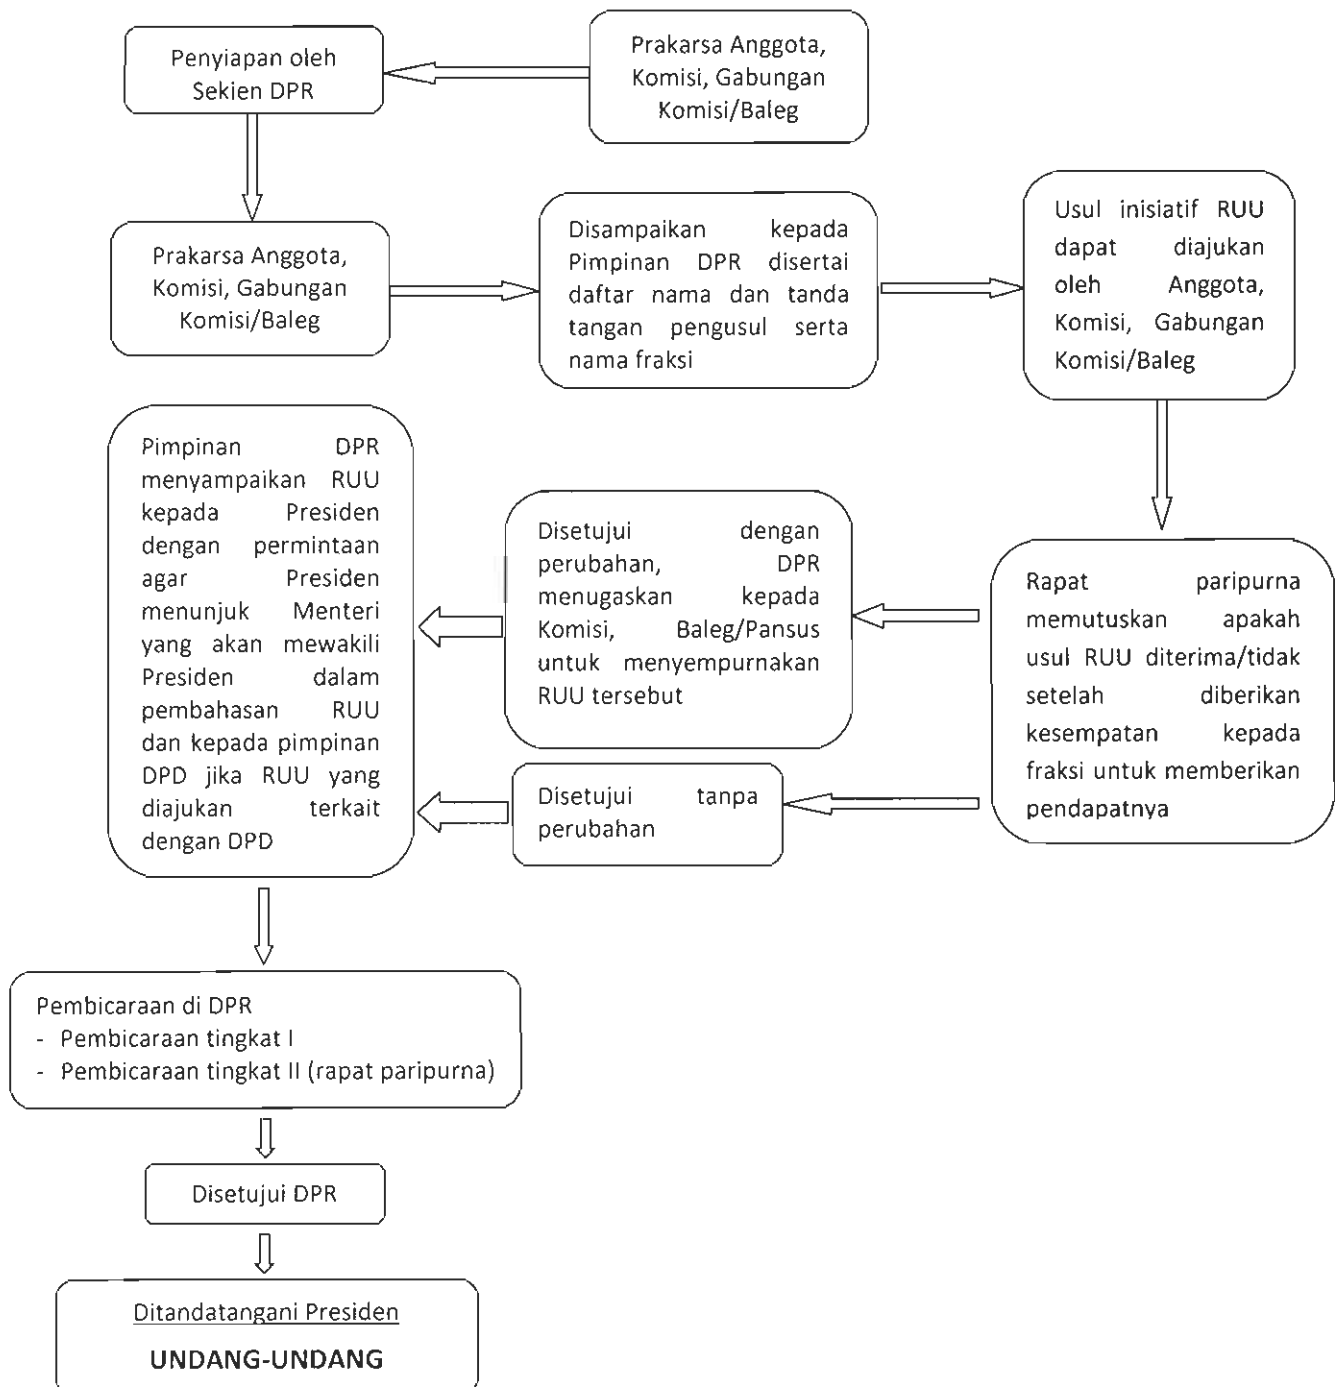 Prakarsa Anggota,
Komisi, Gabungan
Komisi/Baleg
Penyiapan oleh
Sekien DPR
Prakarsa Anggota,
Komisi, Gabungan
Komisi/Baleg
Disampaikan kepada
Pimpinan DPR disertai
daftar nama dan tanda
tangan pengusul serta
nama fraksi
Usul inisiatif RUU
dapat diajukan
oleh Anggota,
Komisi, Gabungan
Komisi/Baleg
Rapat paripurna
memutuskan apakah
usul RUU diterima/tidak
setelah diberikan
kesempatan kepada
fraksi untuk memberikan
pendapatnya
Disetujui dengan
perubahan, DPR
menugaskan kepada
Komisi, Baleg/Pansus
untuk menyempurnakan
RUU tersebut
Disetujui tanpa
perubahan
Pimpinan DPR
menyampaikan RUU
kepada Presiden
dengan permintaan
agar Presiden
menunjuk Menteri
yang akan mewakili
Presiden dalam
pembahasan RUU
dan kepada pimpinan
DPD jika RUU yang
diajukan terkait
dengan DPD
Pembicaraan di DPR
- Pembicaraan tingkat I
- Pembicaraan tingkat II (rapat paripurna)
Disetujui DPR
Ditandatangani Presiden
UNDANG-UNDANG